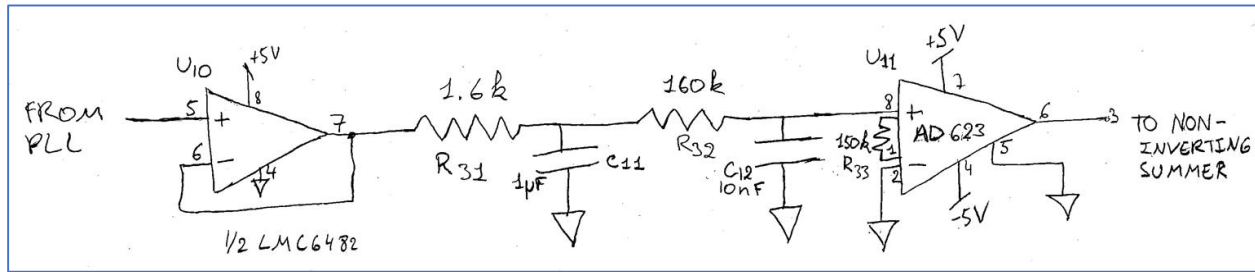 FROM
PLL
U10
+5V
8
5
+
6
-
4
7
1/2 LMC6482
1.6k
R31
1µF
C11
160k
R32
C12
10nF
150k
R33
U11
+5V
7
8
+
AD623
1
-
2
4
-5V
5
6
3
TO NON-
INVERTING
SUMMER